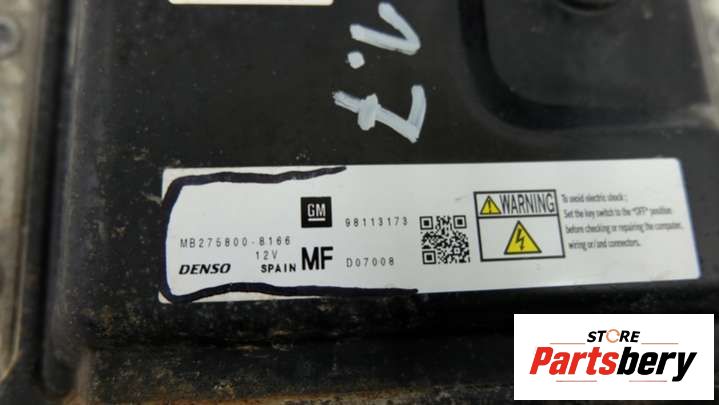 1.7
GM
98113173
MB275800-8166
12V
DENSO SPAIN MF D07008
WARNING
To avoid electric shock ;
Set the key switch to the "OFF" position
before checking or repairing the computer,
wiring or/and connectors.
STORE
Partsbery